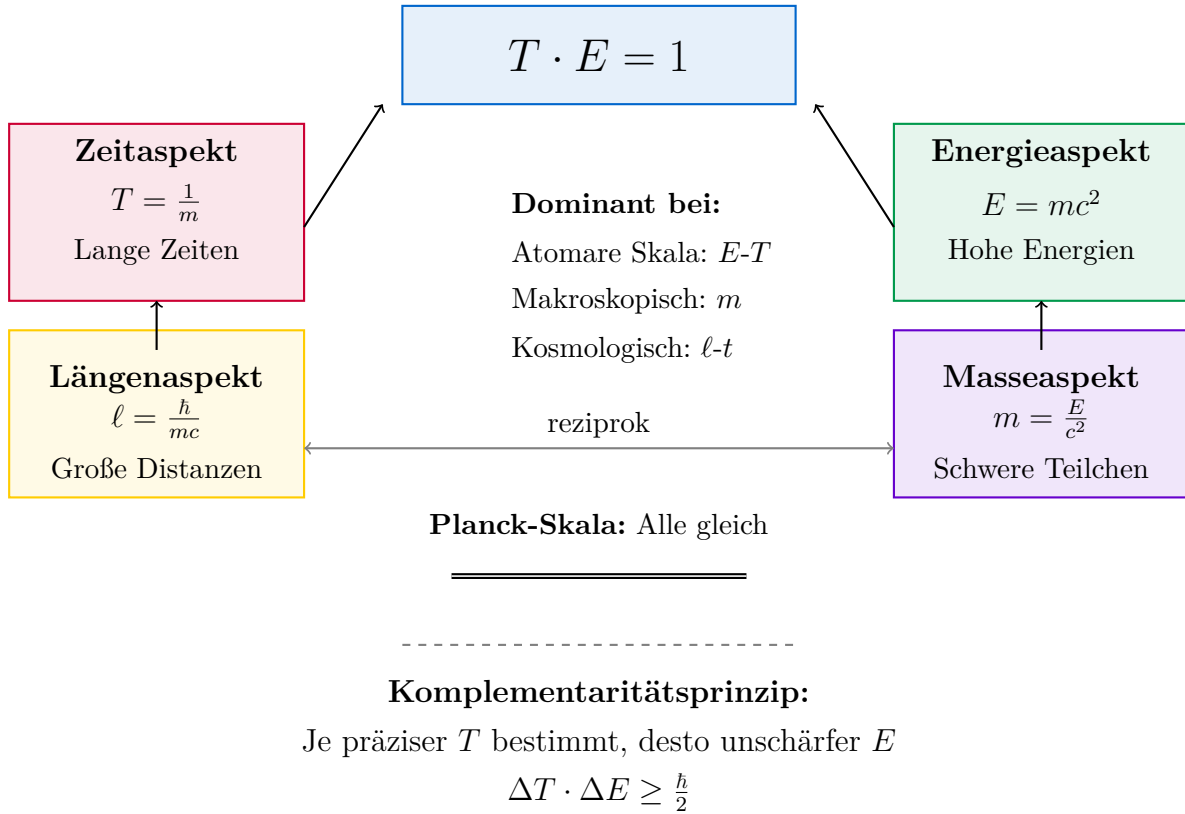 T · E = 1
Zeitaspekt
T = 1/m
Lange Zeiten
Energieaspekt
E = mc²
Hohe Energien
Dominant bei:
Atomare Skala: E-T
Makroskopisch: m
Kosmologisch: ℓ-t
Längenaspekt
ℓ = ħ/mc
Große Distanzen
Masseaspekt
m = E/c²
Schwere Teilchen
reziprok
Planck-Skala: Alle gleich
Komplementaritätsprinzip:
Je präziser T bestimmt, desto unschärfer E
ΔT · ΔE ≥ ħ/2